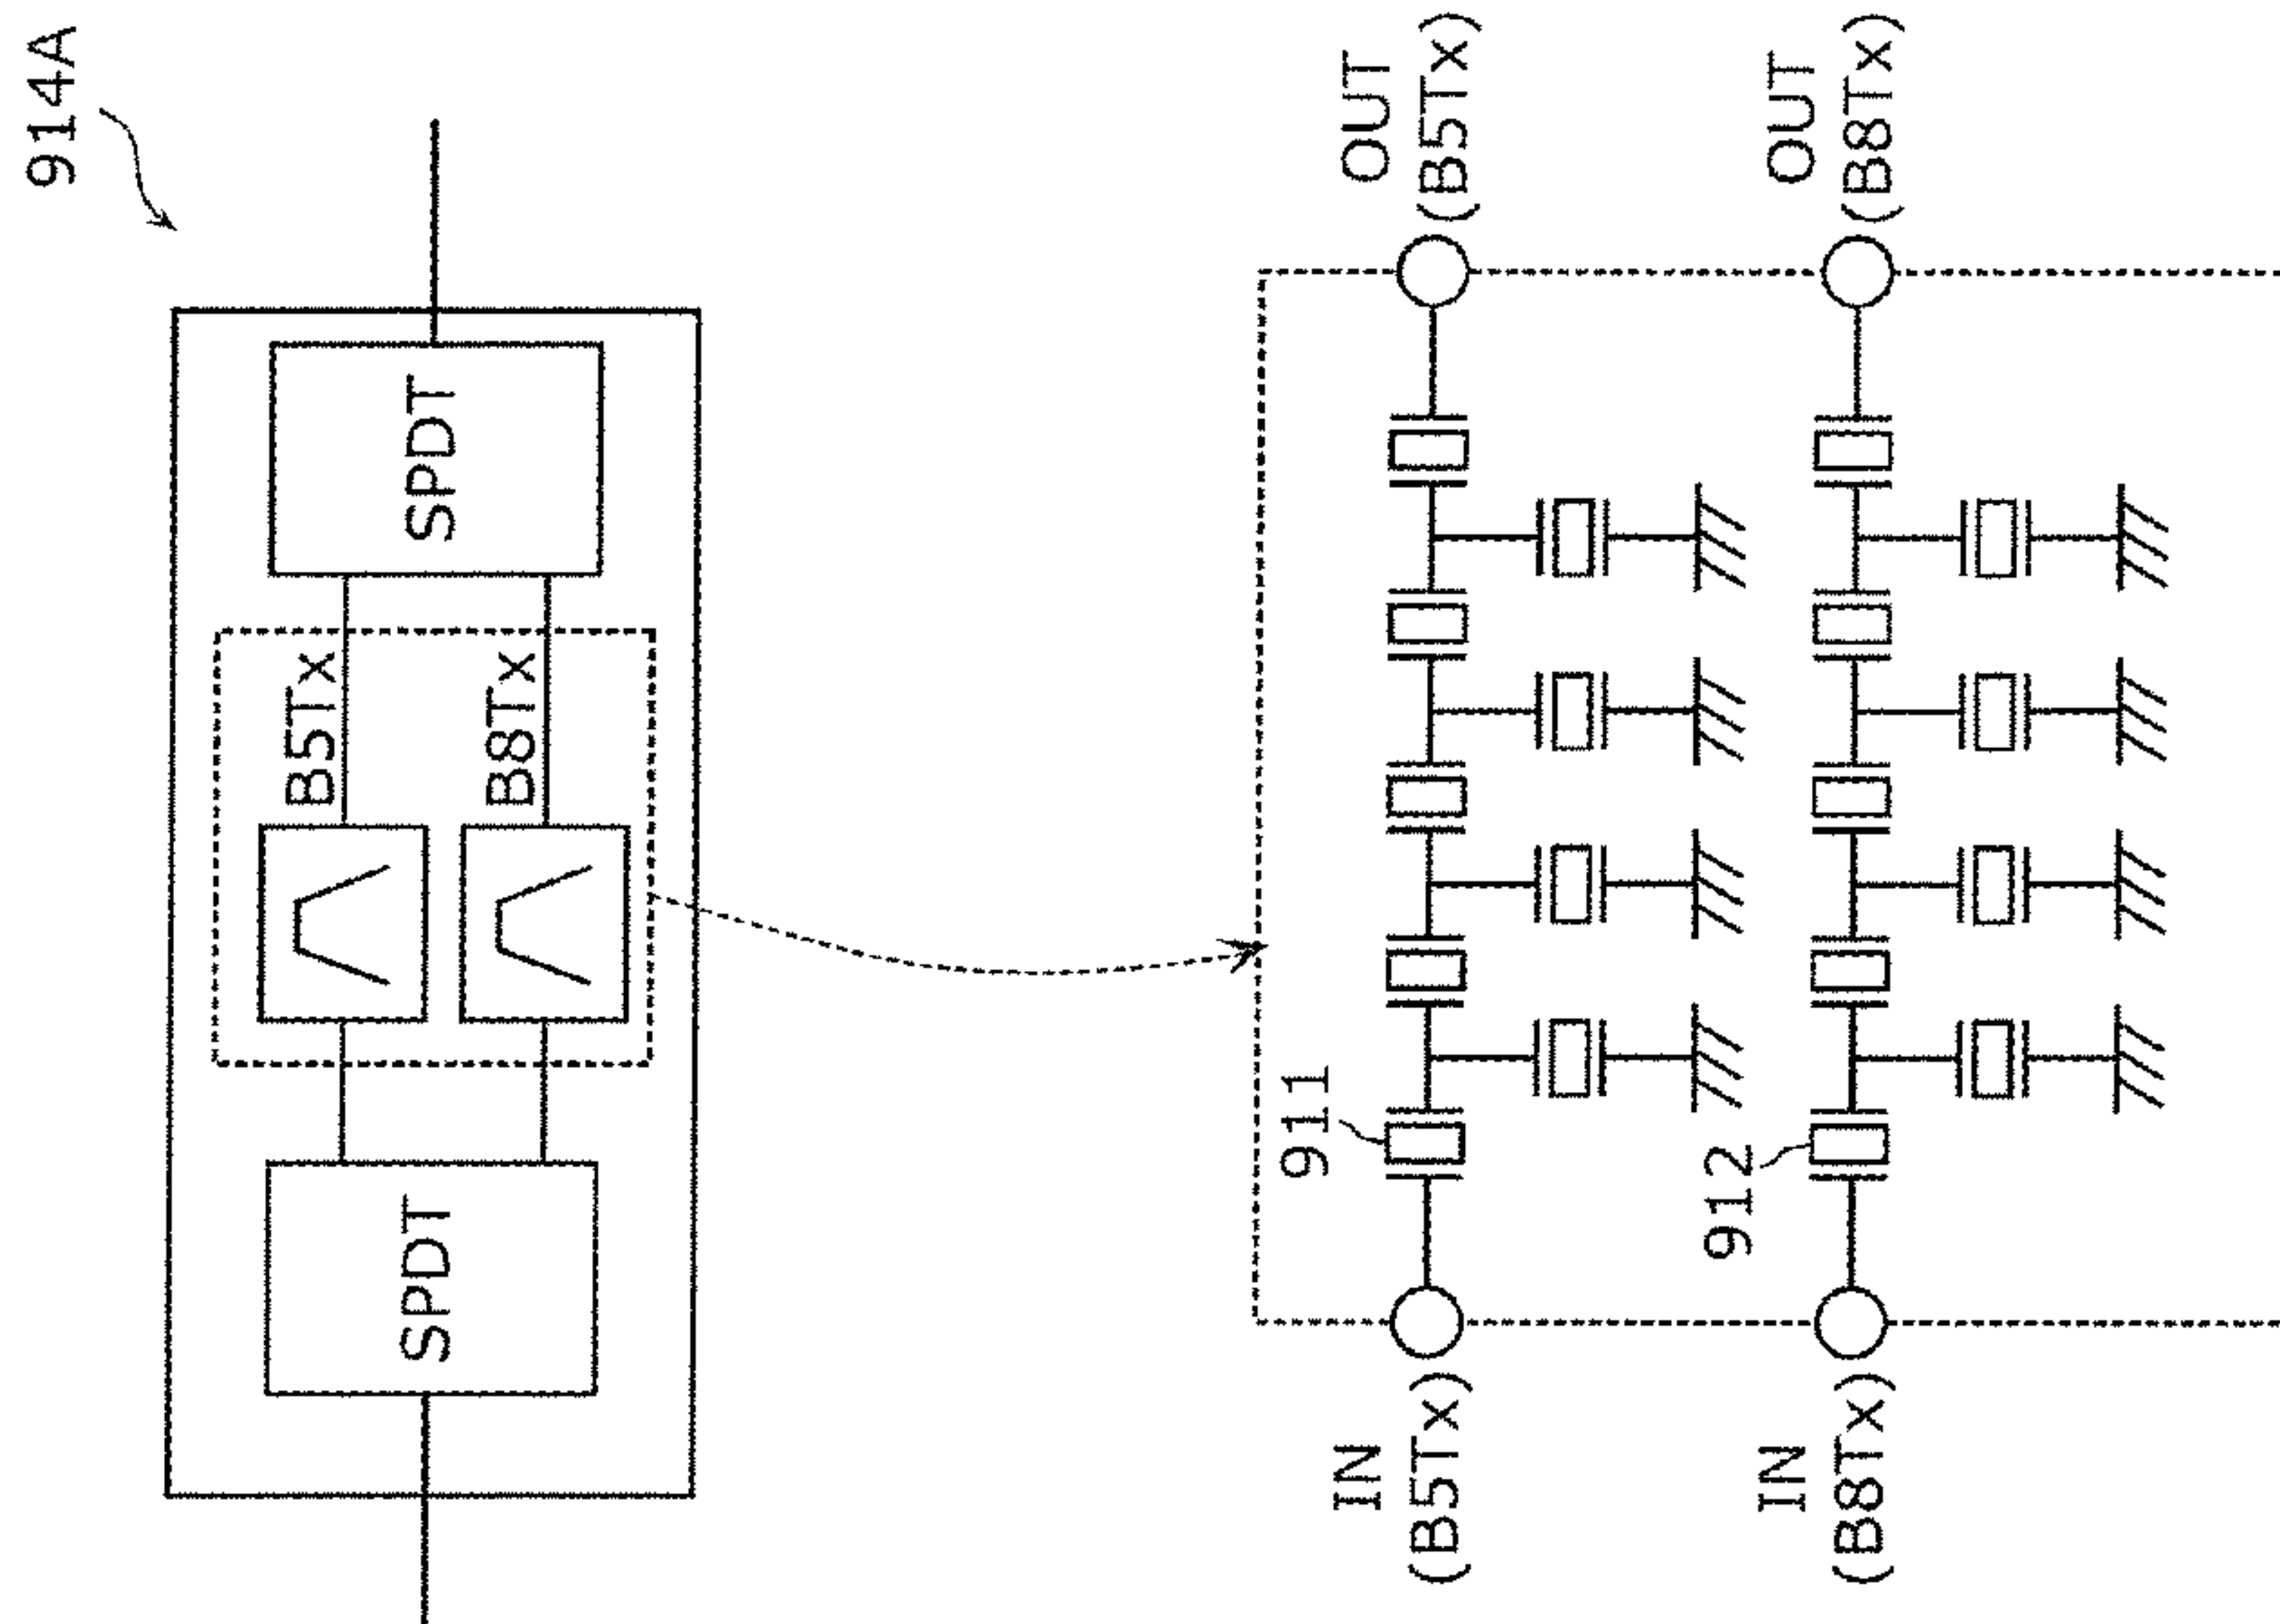 914A
SPDT
B5Tx
B8Tx
SPDT
IN
(B5Tx)
911
OUT
(B5Tx)
IN
(B8Tx)
912
OUT
(B8Tx)